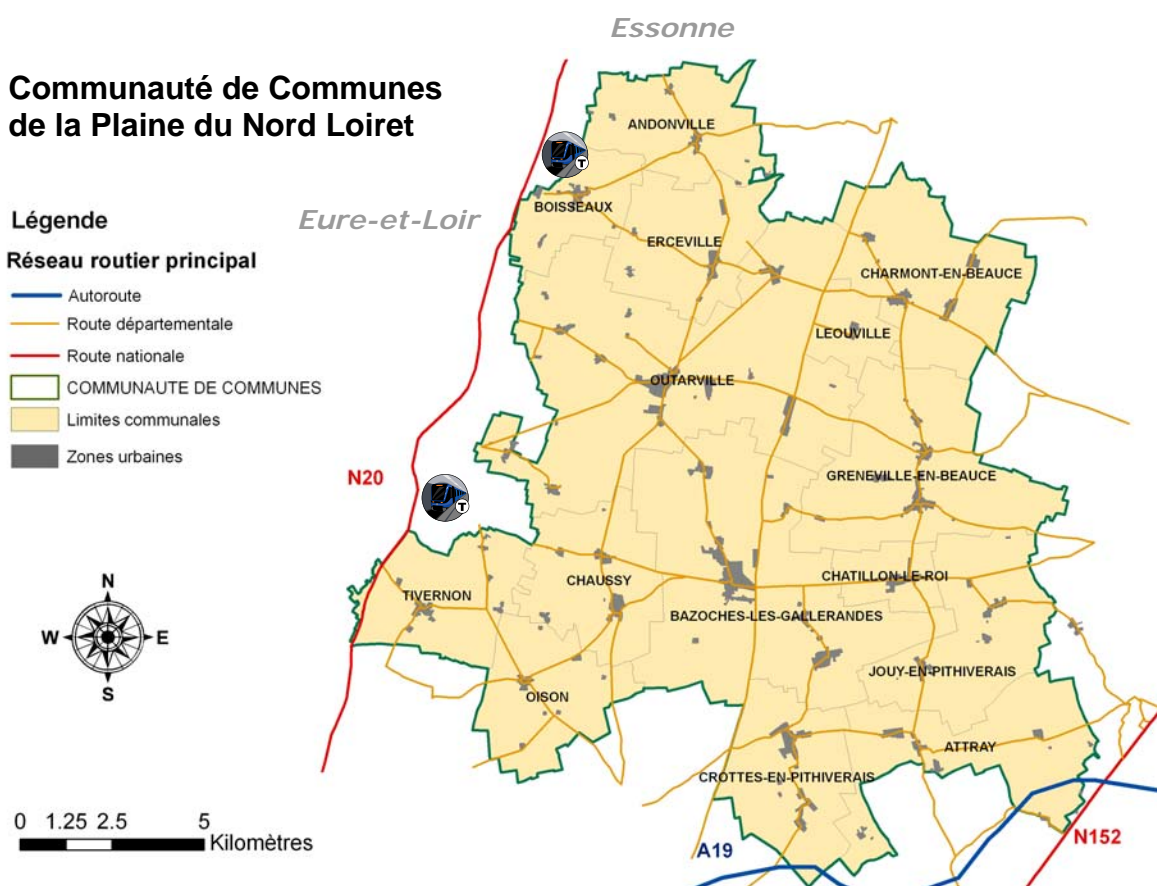 Essonne
Communauté de Communes
de la Plaine du Nord Loiret
ANDONVILLE
T
Légende
Eure-et-Loir
BOISSEAUX
Réseau routier principal
ERCEVILLE
CHARMONT-EN-BEAUCE
Autoroute
Route départementale
LEOUVILLE
Route nationale
OUTARVILLE
COMMUNAUTE DE COMMUNES
Limites communales
Zones urbaines
N20
GRENEVILLE-EN-BEAUCE
T
N
W
E
S
TIVERNON
CHAUSSY
CHATILLON-LE-ROI
BAZOCHES-LES-GALLERANDES
JOUY-EN-PITHIVERAIS
OISON
ATTRAY
CROTTES-EN-PITHIVERAIS
0 1.25 2.5 5
Kilomètres
A19
N152